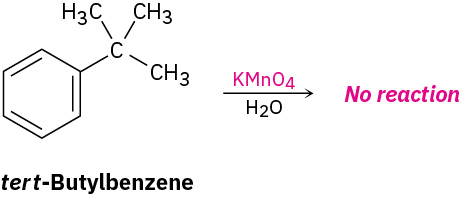 H₃C CH₃
C
CH₃
KMnO₄
H₂O
No reaction
tert-Butylbenzene